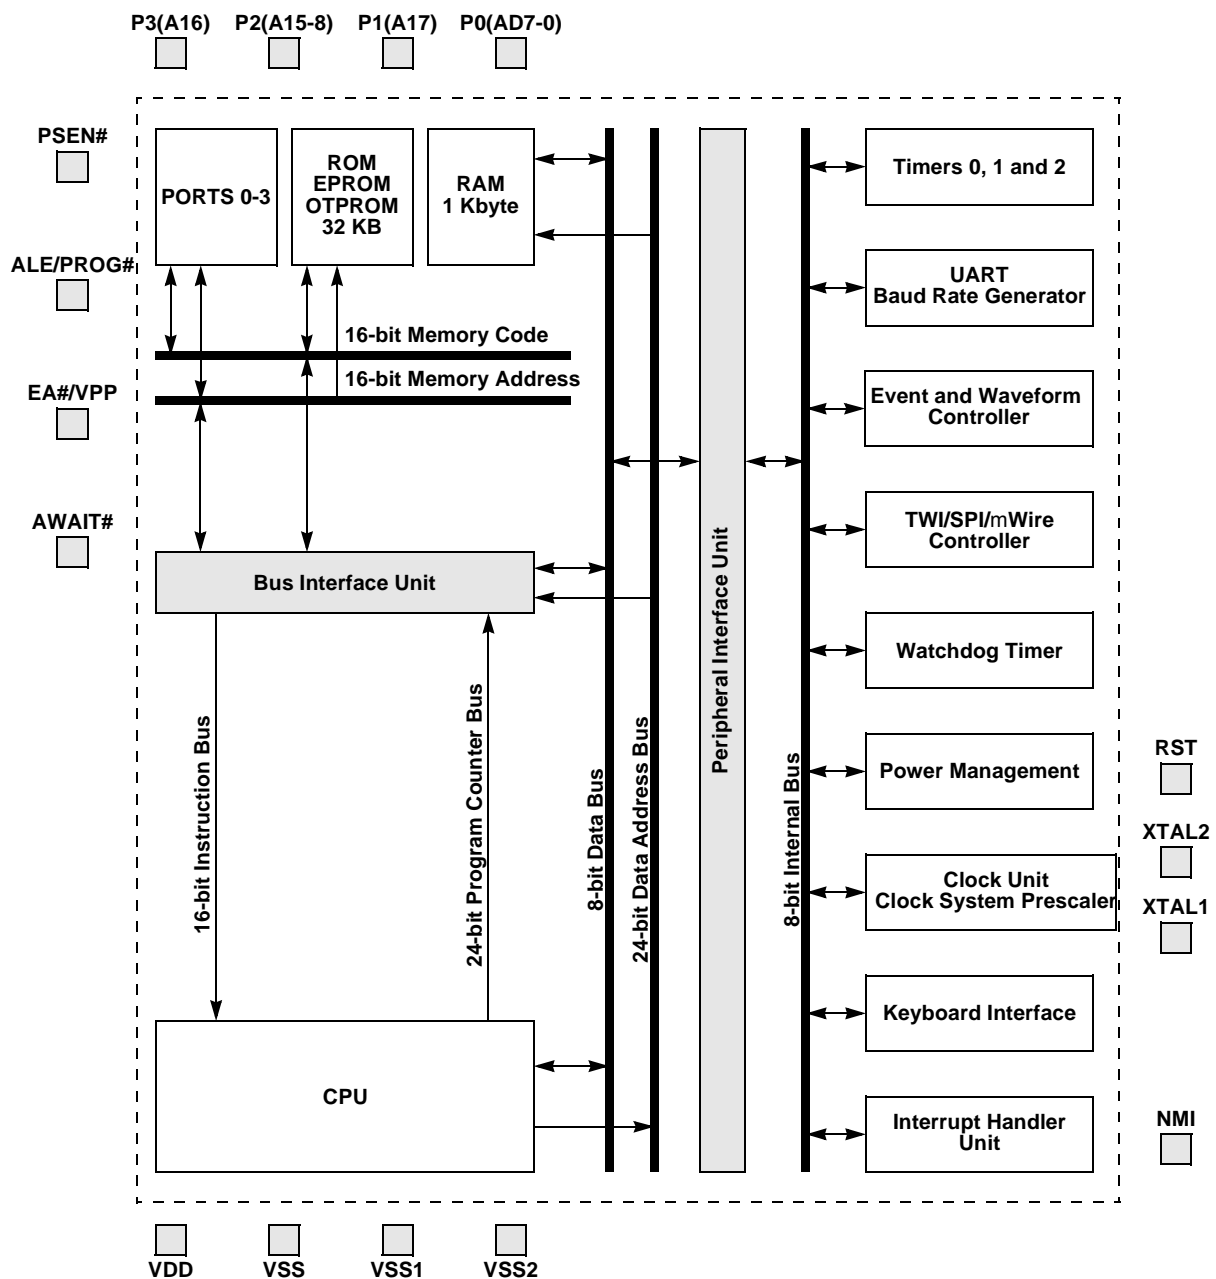 P3(A16) P2(A15-8) P1(A17) P0(AD7-0)
PSEN#
ALE/PROG#
EA#/VPP
AWAIT#
PORTS 0-3
ROM
EPROM
OTPROM
32 KB
RAM
1 Kbyte
16-bit Memory Code
16-bit Memory Address
Bus Interface Unit
16-bit Instruction Bus
24-bit Program Counter Bus
CPU
8-bit Data Bus
24-bit Data Address Bus
Peripheral Interface Unit
8-bit Internal Bus
Timers 0, 1 and 2
UART
Baud Rate Generator
Event and Waveform
Controller
TWI/SPI/mWire
Controller
Watchdog Timer
Power Management
Clock Unit
Clock System Prescaler
Keyboard Interface
Interrupt Handler
Unit
RST
XTAL2
XTAL1
NMI
VDD VSS VSS1 VSS2